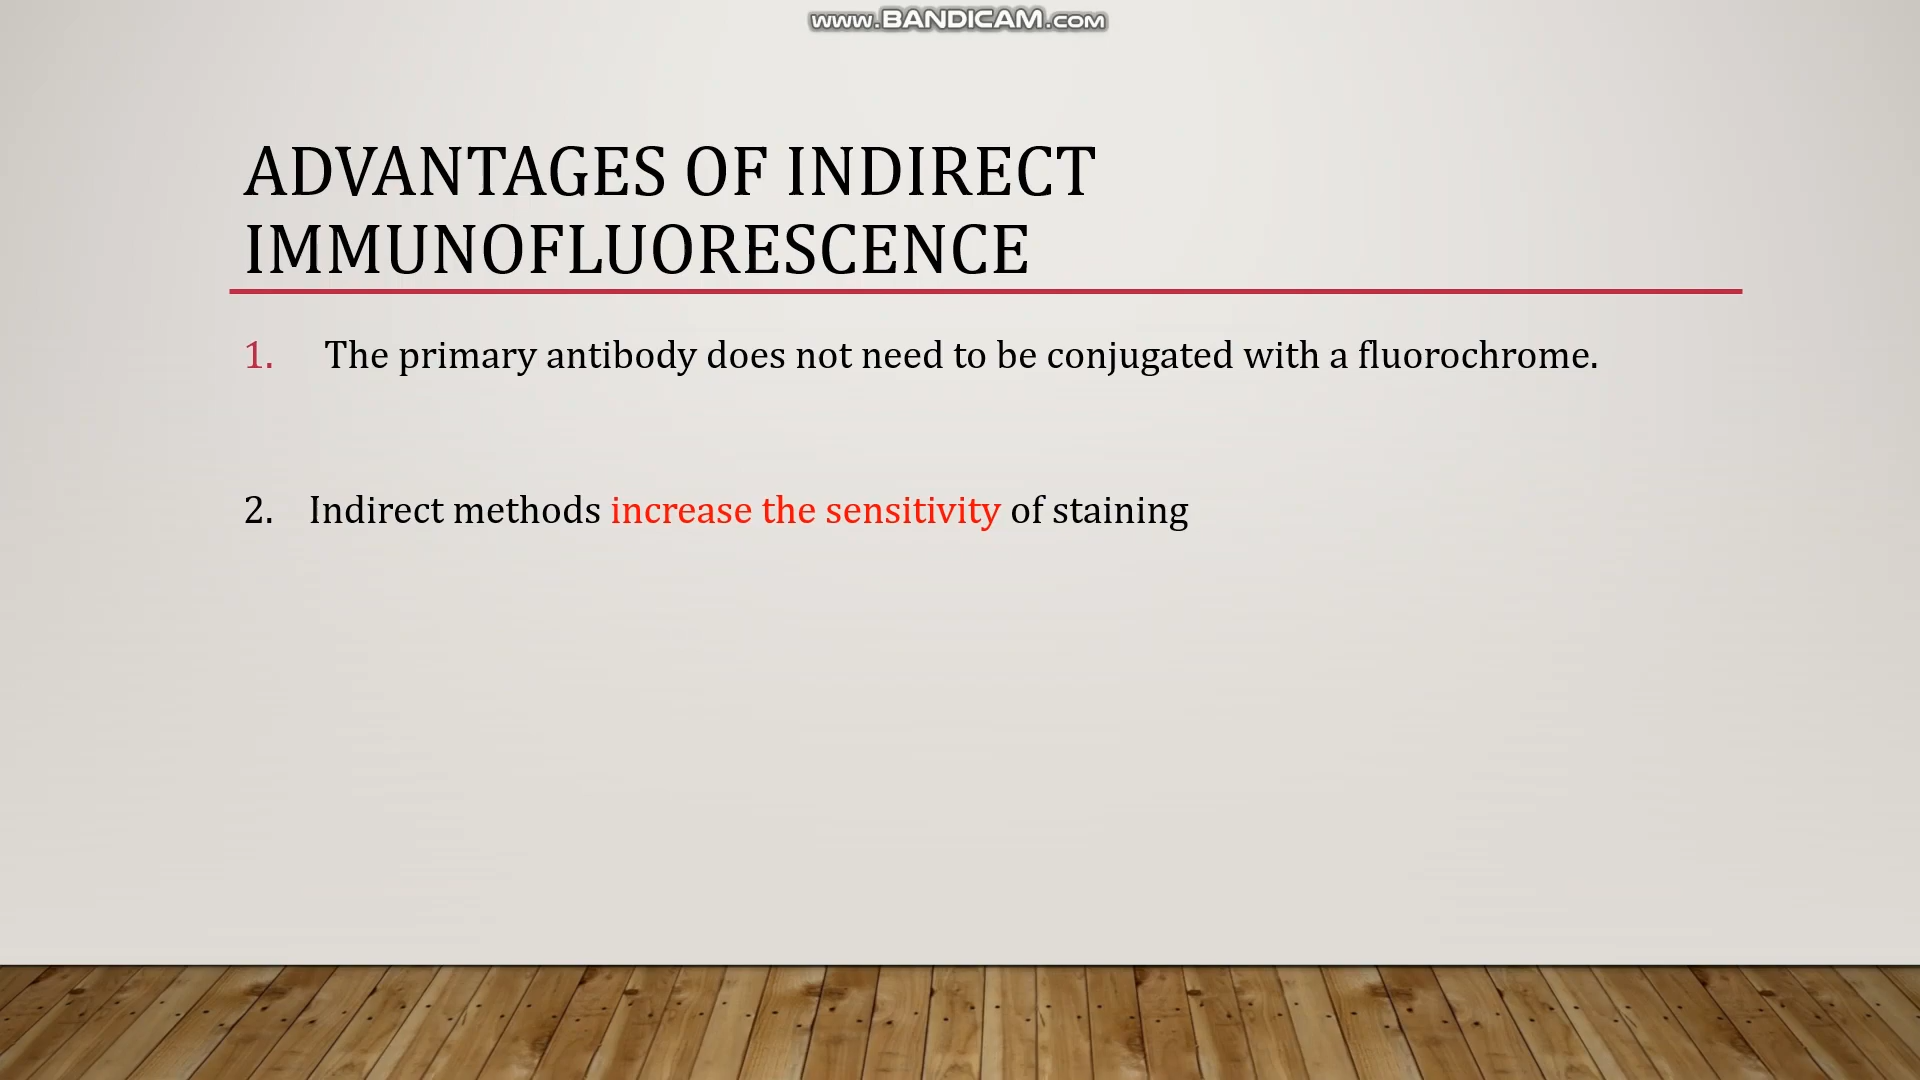 www.BANDICAM.com
ADVANTAGES OF INDIRECT
IMMUNOFLUORESCENCE
1. The primary antibody does not need to be conjugated with a fluorochrome.
2. Indirect methods increase the sensitivity of staining